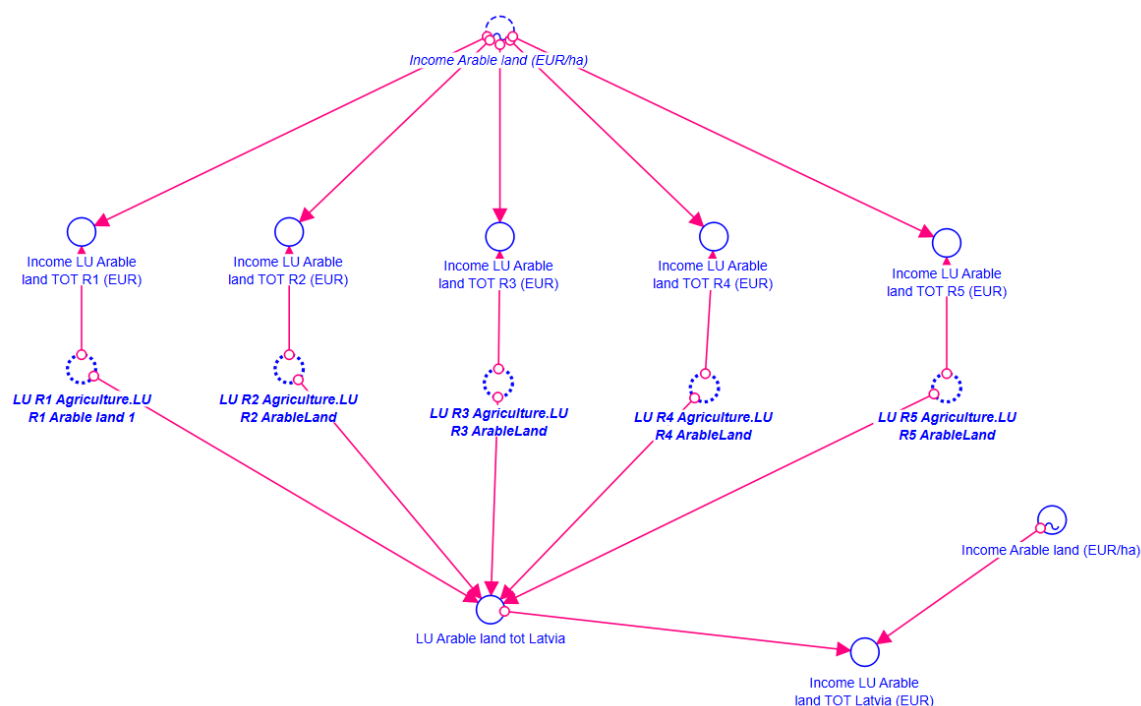 Income Arable land (EUR/ha)
Income LU Arable
land TOT R1 (EUR)
Income LU Arable
land TOT R2 (EUR)
Income LU Arable
land TOT R3 (EUR)
Income LU Arable
land TOT R4 (EUR)
Income LU Arable
land TOT R5 (EUR)
LU R1 Agriculture.LU
R1 Arable land 1
LU R2 Agriculture.LU
R2 ArableLand
LU R3 Agriculture.LU
R3 ArableLand
LU R4 Agriculture.LU
R4 ArableLand
LU R5 Agriculture.LU
R5 ArableLand
Income Arable land (EUR/ha)
LU Arable land tot Latvia
Income LU Arable
land TOT Latvia (EUR)